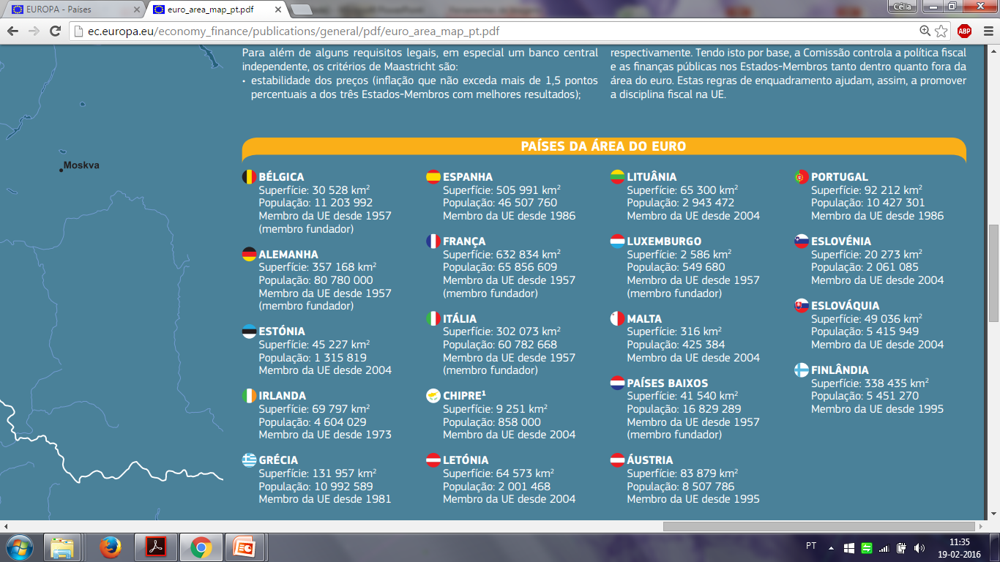 EUROPA - Países
euro_area_map_pt.pdf
Célia
ec.europa.eu/economy_finance/publications/general/pdf/euro_area_map_pt.pdf
ABP
Para além de alguns requisitos legais, em especial um banco central
independente, os critérios de Maastricht são:
• estabilidade dos preços (inflação que não exceda mais de 1,5 pontos
percentuais a dos três Estados-Membros com melhores resultados);
respectivamente. Tendo isto por base, a Comissão controla a política fiscal
e as finanças públicas nos Estados-Membros tanto dentro quanto fora da
área do euro. Estas regras de enquadramento ajudam, assim, a promover
a disciplina fiscal na UE.
Moskva
PAÍSES DA ÁREA DO EURO
BÉLGICA
Superfície: 30 528 km²
População: 11 203 992
Membro da UE desde 1957
(membro fundador)
ALEMANHA
Superfície: 357 168 km²
População: 80 780 000
Membro da UE desde 1957
(membro fundador)
ESTÓNIA
Superfície: 45 227 km²
População: 1 315 819
Membro da UE desde 2004
IRLANDA
Superfície: 69 797 km²
População: 4 604 029
Membro da UE desde 1973
GRÉCIA
Superfície: 131 957 km²
População: 10 992 589
Membro da UE desde 1981
ESPANHA
Superfície: 505 991 km²
População: 46 507 760
Membro da UE desde 1986
FRANÇA
Superfície: 632 834 km²
População: 65 856 609
Membro da UE desde 1957
(membro fundador)
ITÁLIA
Superfície: 302 073 km²
População: 60 782 668
Membro da UE desde 1957
(membro fundador)
CHIPRE¹
Superfície: 9 251 km²
População: 858 000
Membro da UE desde 2004
LETÓNIA
Superfície: 64 573 km²
População: 2 001 468
Membro da UE desde 2004
LITUÂNIA
Superfície: 65 300 km²
População: 2 943 472
Membro da UE desde 2004
LUXEMBURGO
Superfície: 2 586 km²
População: 549 680
Membro da UE desde 1957
(membro fundador)
MALTA
Superfície: 316 km²
População: 425 384
Membro da UE desde 2004
PAÍSES BAIXOS
Superfície: 41 540 km²
População: 16 829 289
Membro da UE desde 1957
(membro fundador)
ÁUSTRIA
Superfície: 83 879 km²
População: 8 507 786
Membro da UE desde 1995
PORTUGAL
Superfície: 92 212 km²
População: 10 427 301
Membro da UE desde 1986
ESLOVÉNIA
Superfície: 20 273 km²
População: 2 061 085
Membro da UE desde 2004
ESLOVÁQUIA
Superfície: 49 036 km²
População: 5 415 949
Membro da UE desde 2004
FINLÂNDIA
Superfície: 338 435 km²
População: 5 451 270
Membro da UE desde 1995
PT
11:35
19-02-2016